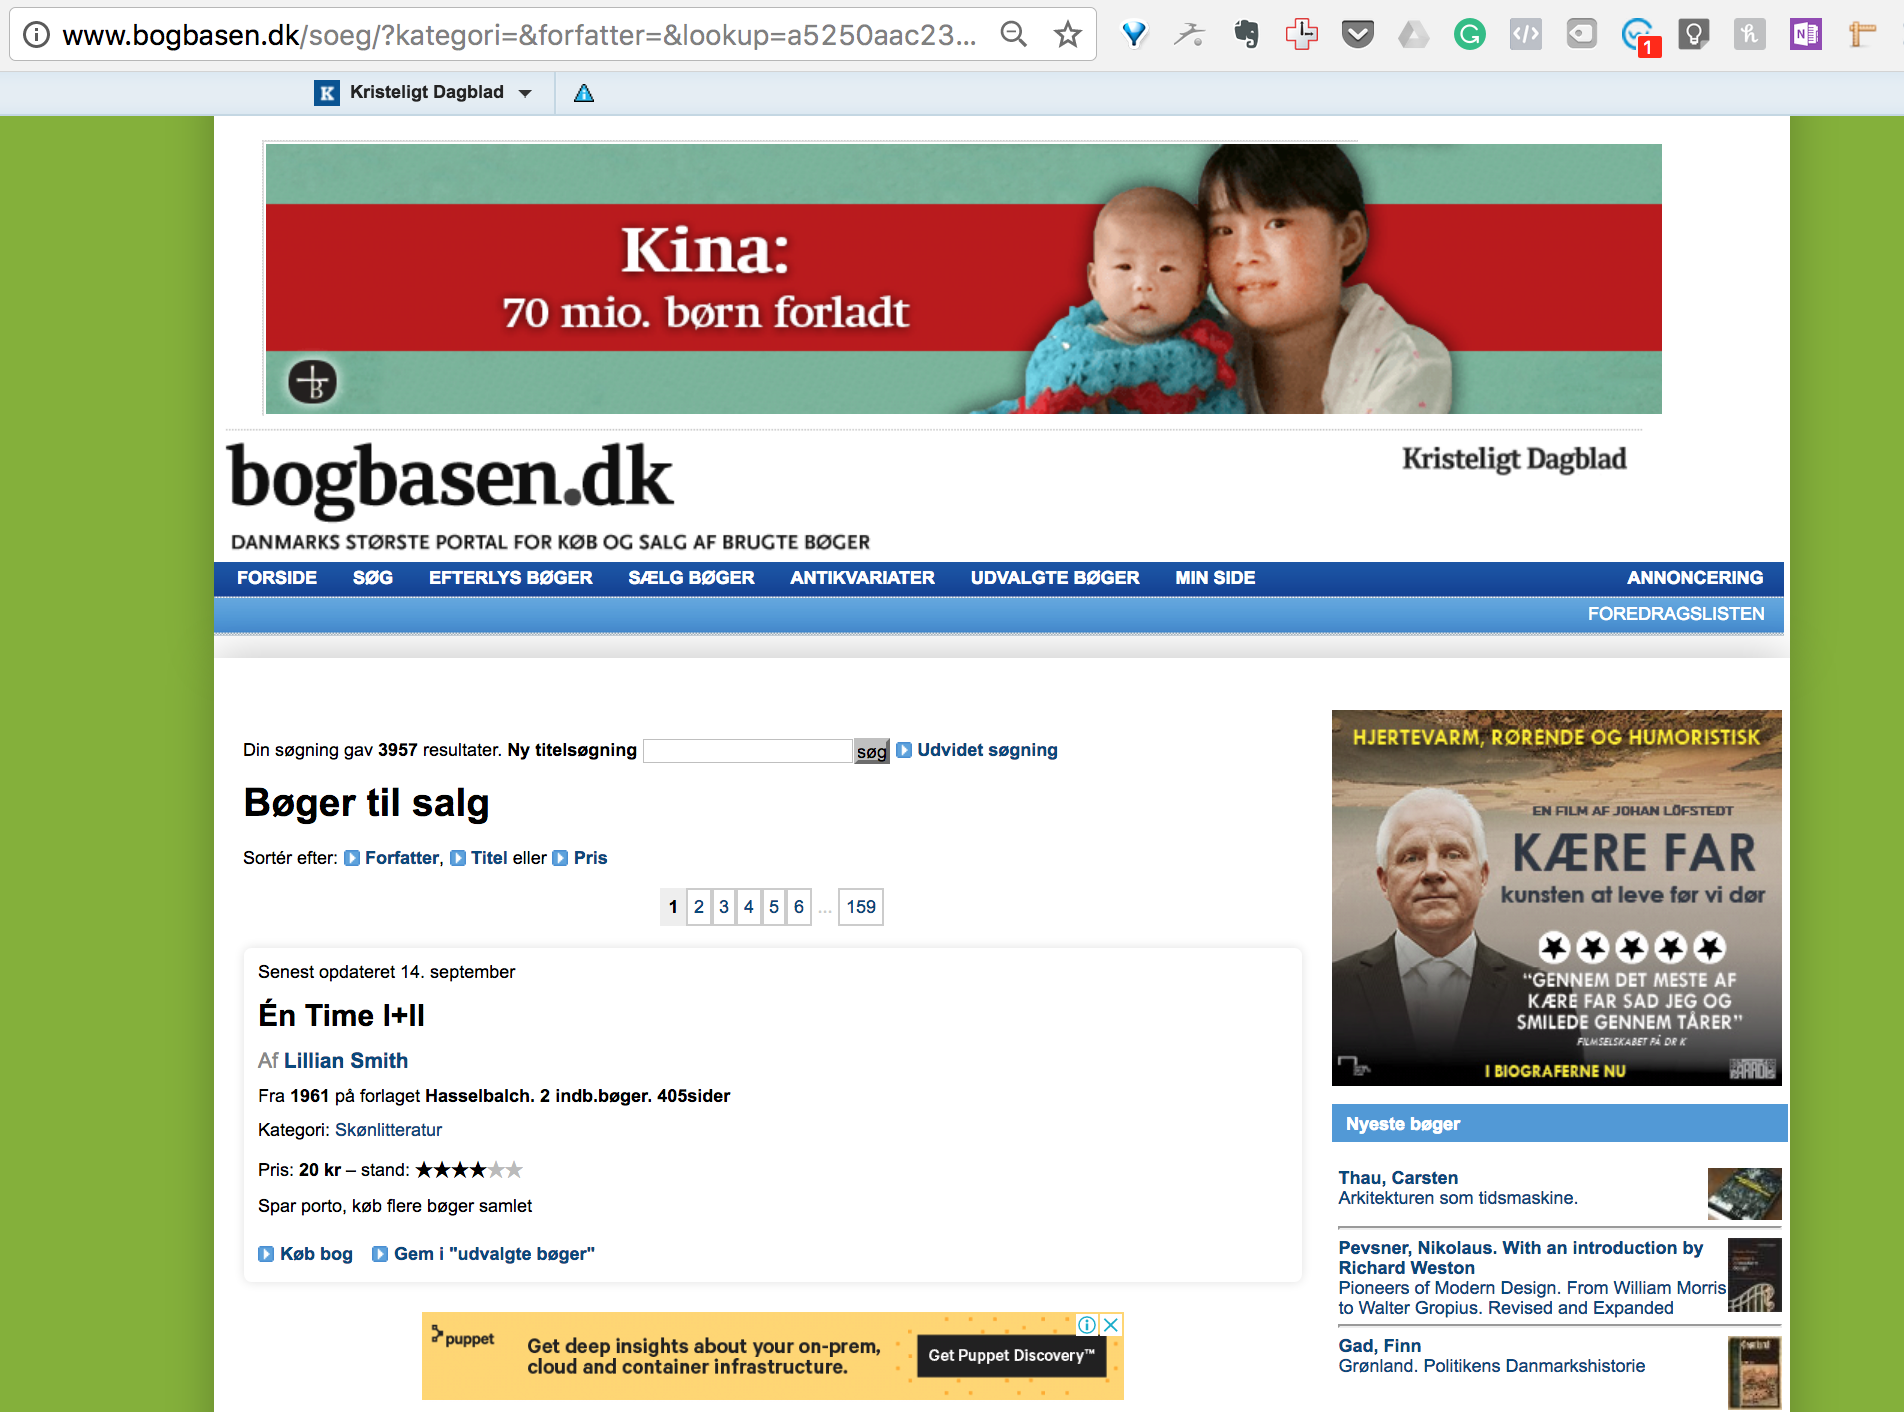 www.bogbasen.dk/soeg/?kategori=&forfatter=&lookup=a5250aac23...
1
K Kristeligt Dagblad
Kina:
70 mio. børn forladt
B
bogbasen.dk
Kristeligt Dagblad
DANMARKS STØRSTE PORTAL FOR KØB OG SALG AF BRUGTE BØGER
FORSIDE SØG EFTERLYS BØGER SÆLG BØGER ANTIKVARIATER UDVALGTE BØGER MIN SIDE ANNONCERING
FOREDRAGSLISTEN
Din søgning gav 3957 resultater. Ny titelsøgning søg Udvidet søgning
Bøger til salg
Sortér efter: Forfatter, Titel eller Pris
1 2 3 4 5 6 ... 159
Senest opdateret 14. september
Én Time I+II
Af Lillian Smith
Fra 1961 på forlaget Hasselbalch. 2 indb.bøger. 405sider
Kategori: Skønlitteratur
Pris: 20 kr – stand: ★★★★★★
Spar porto, køb flere bøger samlet
Køb bog Gem i "udvalgte bøger"
puppet
Get deep insights about your on-prem,
cloud and container infrastructure.
Get Puppet Discovery™
HJERTEVARM, RØRENDE OG HUMORISTISK
EN FILM AF JOHAN LÖFSTEDT
KÆRE FAR
kunsten at leve før vi dør
"GENNEM DET MESTE AF
KÆRE FAR SAD JEG OG
SMILEDE GENNEM TÅRER"
FILMSELSKABET PÅ DR K
I BIOGRAFERNE NU
Nyeste bøger
Thau, Carsten
Arkitekturen som tidsmaskine.
Pevsner, Nikolaus. With an introduction by
Richard Weston
Pioneers of Modern Design. From William Morris
to Walter Gropius. Revised and Expanded
Gad, Finn
Grønland. Politikens Danmarkshistorie